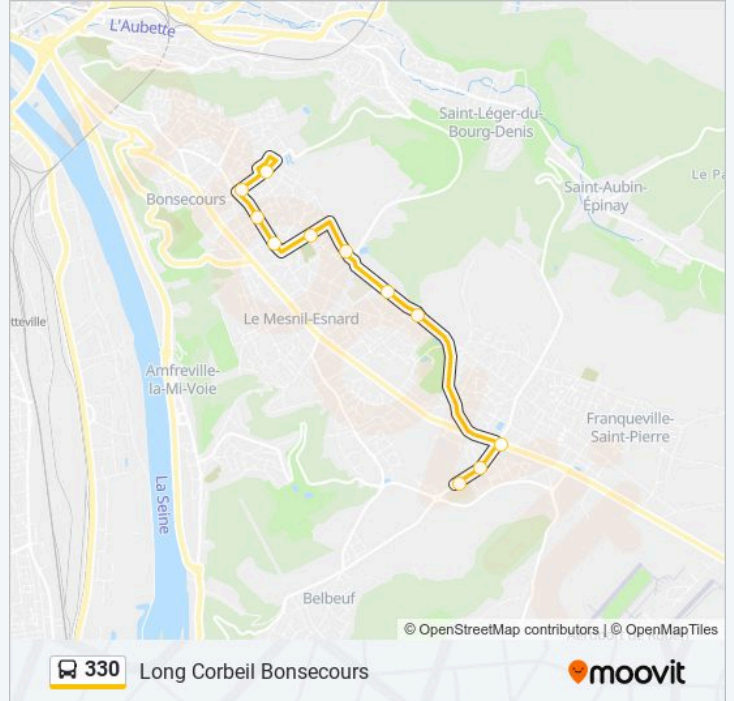 L'Aubette
Saint-Léger-du-
Bourg-Denis
Le Pa
Saint-Aubin-
Épinay
Bonsecours
Le Mesnil-Esnard
tteville
Amfreville-
la-Mi-Voie
Franqueville-
Saint-Pierre
La Seine
Belbeuf
© OpenStreetMap contributors | © OpenMapTiles
330 Long Corbeil Bonsecours
moovit